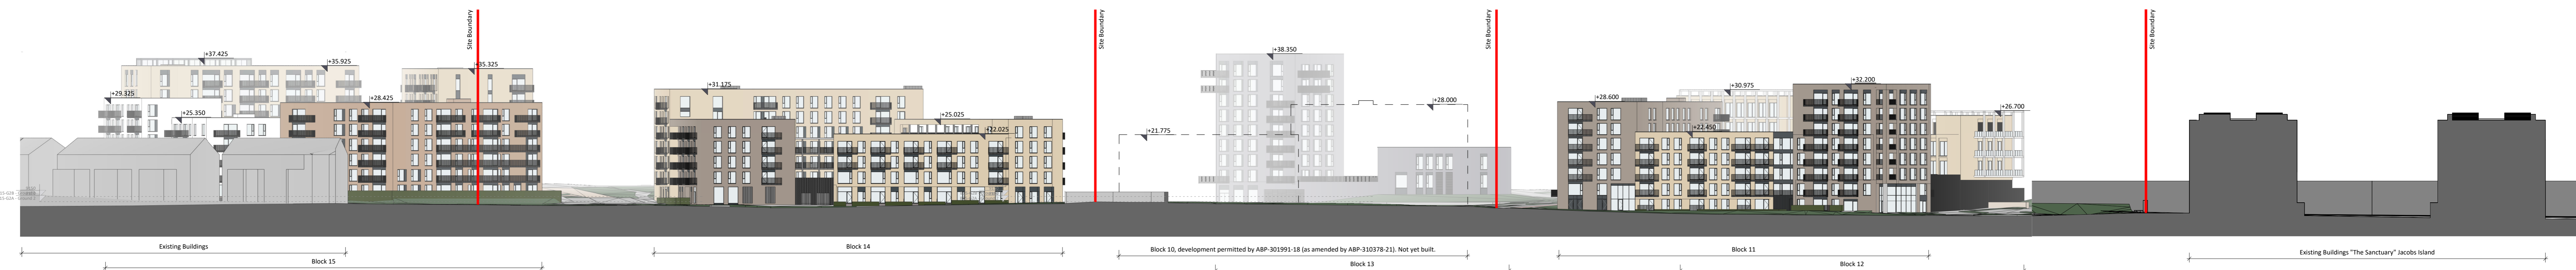 Site Boundary
Site Boundary
Site Boundary
Site Boundary
+37.425
+35.925
+35.325
+29.325
+28.425
+25.350
+31.175
+25.025
+22.025
+38.350
+28.000
+21.775
+28.600
+30.975
+32.200
+22.450
+26.700
Existing Buildings
Block 15
Block 14
Block 10, development permitted by ABP-301991-18 (as amended by ABP-310378-21). Not yet built.
Block 13
Block 11
Block 12
Existing Buildings "The Sanctuary" Jacobs Island